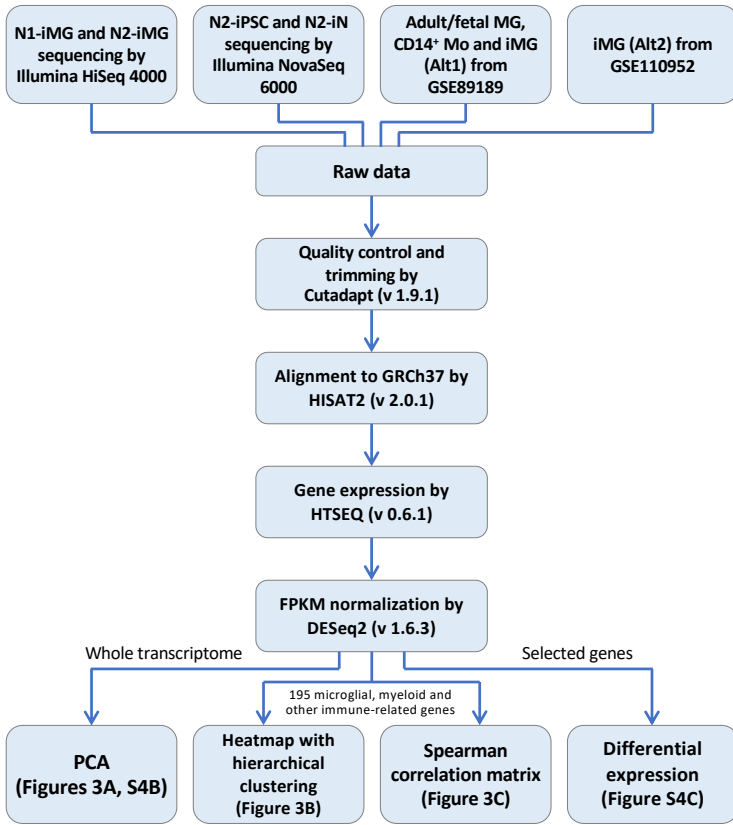 N1-iMG and N2-iMG
sequencing by
Illumina HiSeq 4000
N2-iPSC and N2-iN
sequencing by
Illumina NovaSeq
6000
Adult/fetal MG,
CD14⁺ Mo and iMG
(Alt1) from
GSE89189
iMG (Alt2) from
GSE110952
Raw data
Quality control and
trimming by
Cutadapt (v 1.9.1)
Alignment to GRCh37 by
HISAT2 (v 2.0.1)
Gene expression by
HTSEQ (v 0.6.1)
FPKM normalization by
DESeq2 (v 1.6.3)
Whole transcriptome
195 microglial, myeloid and
other immune-related genes
Selected genes
PCA
(Figures 3A, S4B)
Heatmap with
hierarchical
clustering
(Figure 3B)
Spearman
correlation matrix
(Figure 3C)
Differential
expression
(Figure S4C)